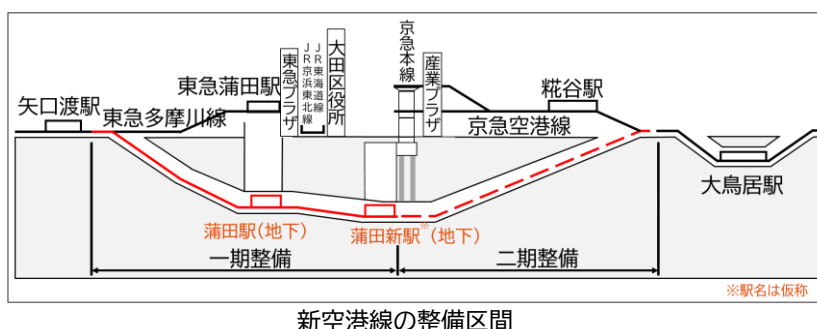 矢口渡駅
東急多摩川線
東急蒲田駅
東急プラザ
JR京浜東北線
JR東海道線
大田区役所
京急本線
産業プラザ
糀谷駅
京急空港線
大鳥居駅
蒲田駅(地下)
蒲田新駅※(地下)
一期整備
二期整備
※駅名は仮称
新空港線の整備区間